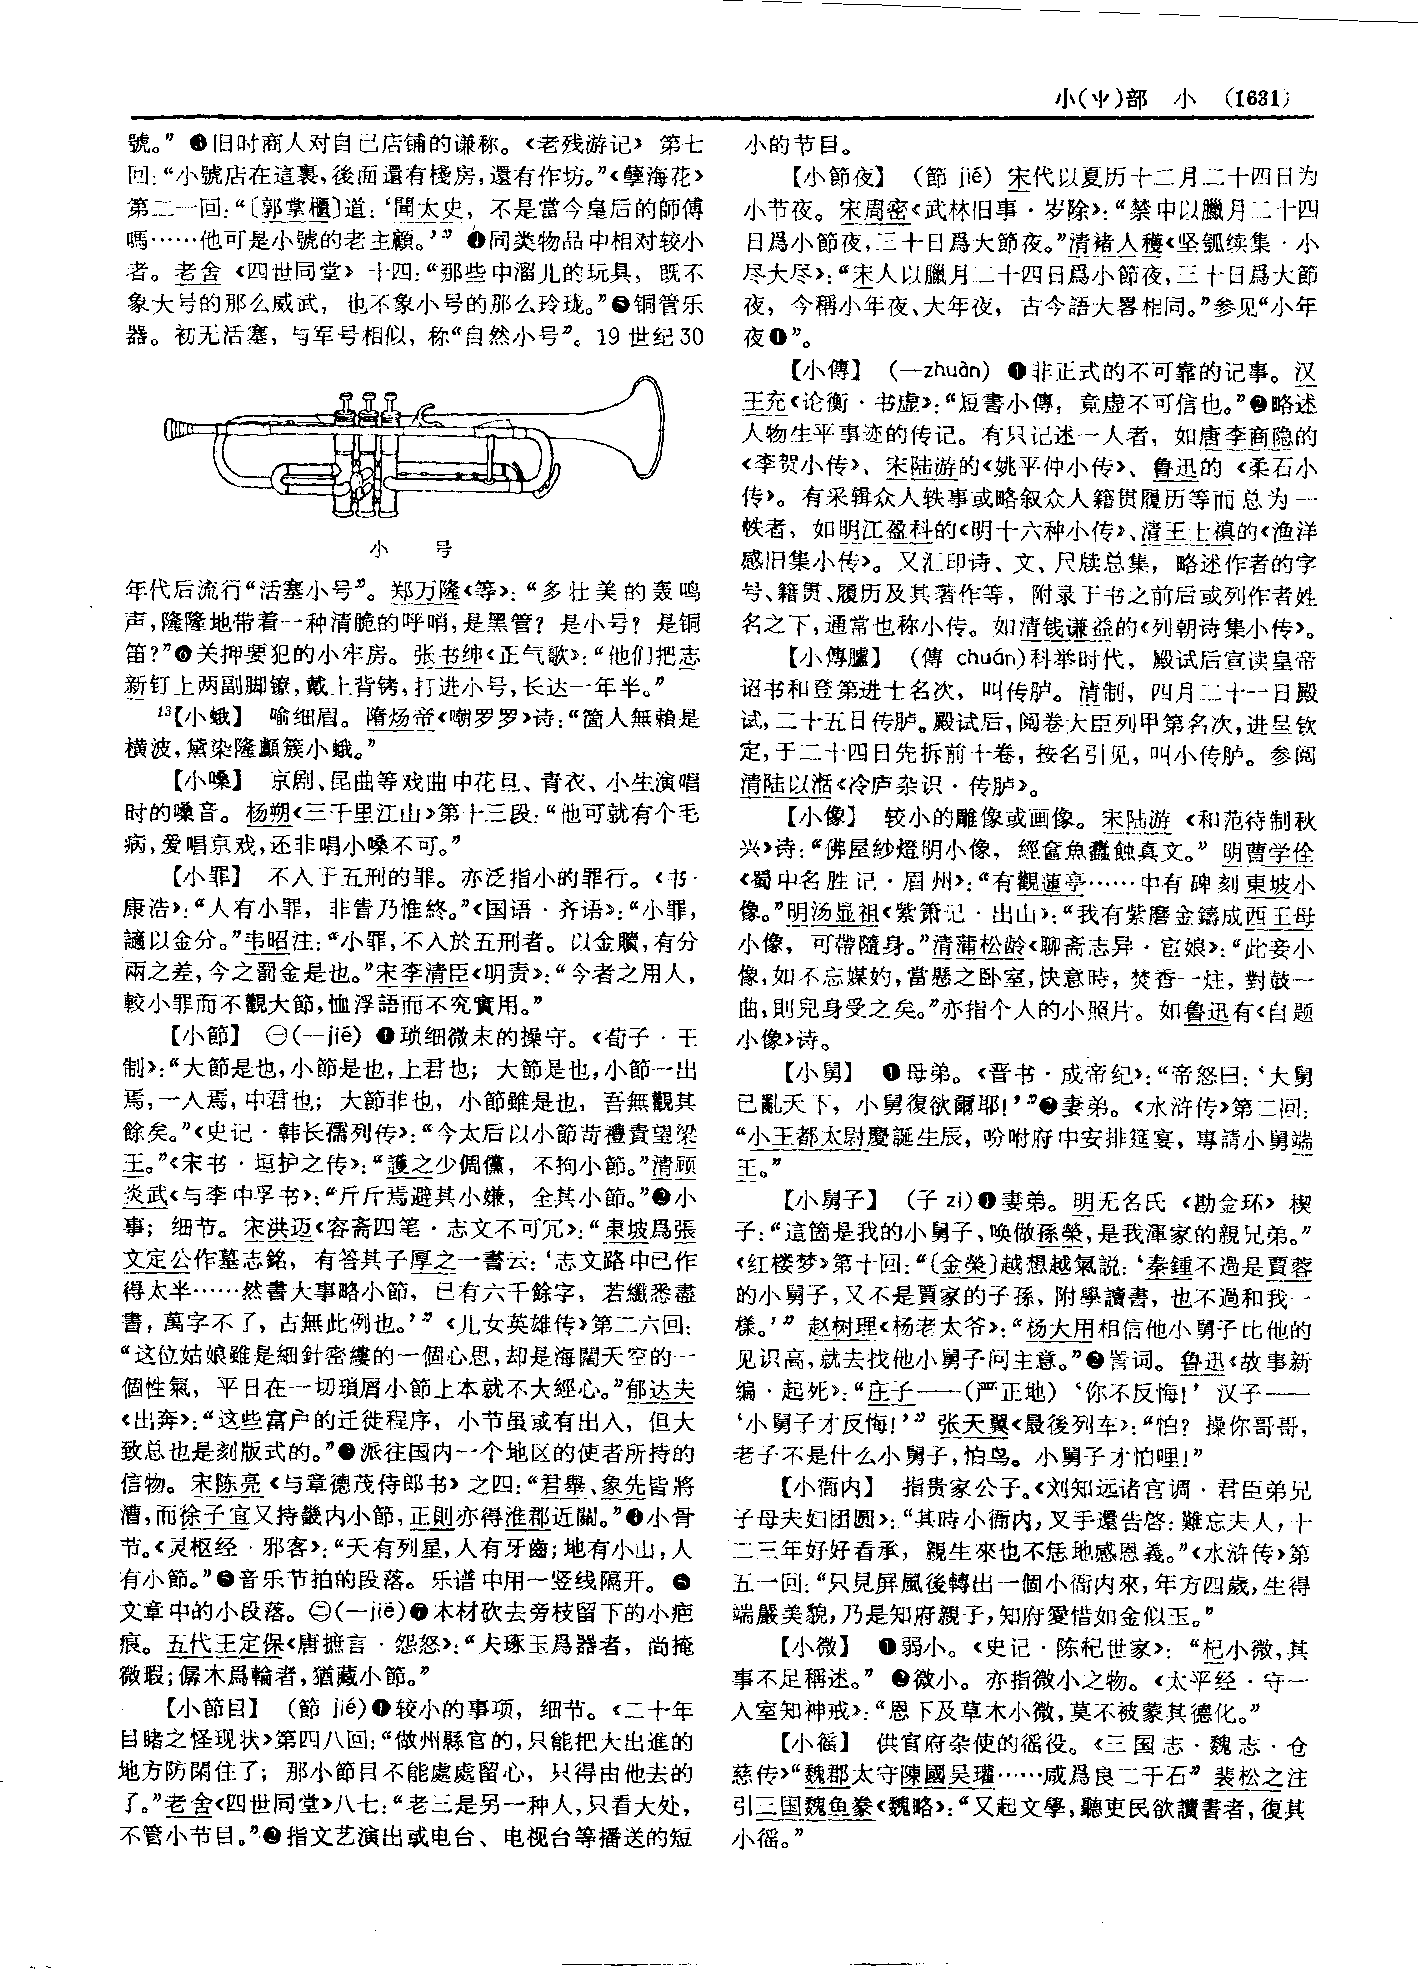 小(⺌)部　小　(1631)
號。”❸旧时商人对自己店铺的谦称。《老残游记》第七
回：“小號店在這裏，後面還有棧房，還有作坊。”《孽海花》
第二一回：“〔郭掌櫃〕道：‘聞太史，不是當今皇后的師傅
嗎……他可是小號的老主顧。’”❹同类物品中相对较小
者。老舍《四世同堂》十四：“那些中溜儿的玩具，既不
象大号的那么威武，也不象小号的那么玲珑。”❺铜管乐
器。初无活塞，与军号相似，称“自然小号”。19世纪30
小　号
年代后流行“活塞小号”。郑万隆《等》：“多壮美的轰鸣
声，隆隆地带着一种清脆的呼哨，是黑管？是小号？是铜
笛？”❻关押要犯的小牢房。张书绅《正气歌》：“他们把志
新钉上两副脚镣，戴上背铐，打进小号，长达一年半。”
13【小蛾】　喻细眉。隋炀帝《嘲罗罗》诗：“箇人無賴是
横波，黛染隆顱簇小蛾。”
【小嗓】　京剧、昆曲等戏曲中花旦、青衣、小生演唱
时的嗓音。杨朔《三千里江山》第十三段：“他可就有个毛
病，爱唱京戏，还非唱小嗓不可。”
【小罪】　不入于五刑的罪。亦泛指小的罪行。《书·
康诰》：“人有小罪，非眚乃惟終。”《国语·齐语》：“小罪，
讁以金分。”韦昭注：“小罪，不入於五刑者。以金贖，有分
兩之差，今之罰金是也。”宋李清臣《明责》：“今者之用人，
較小罪而不觀大節，恤浮語而不究實用。”
【小節】　㊀(—jié)❶琐细微末的操守。《荀子·王
制》：“大節是也，小節是也，上君也；大節是也，小節一出
焉，一入焉，中君也；大節非也，小節雖是也，吾無觀其
餘矣。”《史记·韩长孺列传》：“今太后以小節苛禮責望梁
王。”《宋书·垣护之传》：“護之少倜儻，不拘小節。”清顾
炎武《与李中孚书》：“斤斤焉避其小嫌，全其小節。”❷小
事；细节。宋洪迈《容斋四笔·志文不可冗》：“東坡爲張
文定公作墓志銘，有答其子厚之一書云：‘志文路中已作
得太半……然書大事略小節，已有六千餘字，若纖悉盡
書，萬字不了，古無此例也。’”《儿女英雄传》第二六回：
“这位姑娘雖是細針密縷的一個心思，却是海闊天空的一
個性氣，平日在一切瑣屑小節上本就不大經心。”郁达夫
《出奔》：“这些富户的迁徙程序，小节虽或有出入，但大
致总也是刻版式的。”❸派往国内一个地区的使者所持的
信物。宋陈亮《与章德茂侍郎书》之四：“君舉、象先皆將
漕，而徐子宜又持畿内小節，正則亦得淮郡近闕。”❹小骨
节。《灵枢经·邪客》：“天有列星，人有牙齒；地有小山，人
有小節。”❺音乐节拍的段落。乐谱中用一竖线隔开。❻
文章中的小段落。㊁(—jiē)❼木材砍去旁枝留下的小疤
痕。五代王定保《唐摭言·怨怒》：“夫琢玉爲器者，尚掩
微瑕；僝木爲輪者，猶藏小節。”
【小節目】　(節 jié)❶较小的事项，细节。《二十年
目睹之怪现状》第四八回：“做州縣官的，只能把大出進的
地方防閑住了；那小節目不能處處留心，只得由他去的
了。”老舍《四世同堂》八七：“老三是另一种人，只看大处，
不管小节目。”❷指文艺演出或电台、电视台等播送的短
小的节目。
【小節夜】　(節 jié)　宋代以夏历十二月二十四日为
小节夜。宋周密《武林旧事·岁除》：“禁中以臘月二十四
日爲小節夜，三十日爲大節夜。”清褚人穫《坚瓠续集·小
尽大尽》：“宋人以臘月二十四日爲小節夜，三十日爲大節
夜，今稱小年夜、大年夜，古今語大畧相同。”参见“小年
夜❶”。
【小傳】　(—zhuàn)　❶非正式的不可靠的记事。汉
王充《论衡·书虚》：“短書小傳，竟虚不可信也。”❷略述
人物生平事迹的传记。有只记述一人者，如唐李商隐的
《李贺小传》、宋陆游的《姚平仲小传》、鲁迅的《柔石小
传》。有采辑众人轶事或略叙众人籍贯履历等而总为一
帙者，如明江盈科的《明十六种小传》、清王士禛的《渔洋
感旧集小传》。又汇印诗、文、尺牍总集，略述作者的字
号、籍贯、履历及其著作等，附录于书之前后或列作者姓
名之下，通常也称小传。如清钱谦益的《列朝诗集小传》。
【小傳臚】　(傳 chuán)科举时代，殿试后宣读皇帝
诏书和登第进士名次，叫传胪。清制，四月二十一日殿
试，二十五日传胪。殿试后，阅卷大臣列甲第名次，进呈钦
定，于二十四日先拆前十卷，按名引见，叫小传胪。参阅
清陆以湉《冷庐杂识·传胪》。
【小像】　较小的雕像或画像。宋陆游《和范待制秋
兴》诗：“佛屋紗燈明小像，經奩魚蠹蝕真文。”明曹学佺
《蜀中名胜记·眉州》：“有觀蓮亭……中有碑刻東坡小
像。”明汤显祖《紫箫记·出山》：“我有紫磨金鑄成西王母
小像，可帶隨身。”清蒲松龄《聊斋志异·宦娘》：“此妾小
像，如不忘媒妁，當懸之卧室，快意時，焚香一炷，對鼓一
曲，則兒身受之矣。”亦指个人的小照片。如鲁迅有《自题
小像》诗。
【小舅】　❶母弟。《晋书·成帝纪》：“帝怒曰：‘大舅
已亂天下，小舅復欲爾耶！’”❷妻弟。《水浒传》第二回：
“小王都太尉慶誕生辰，吩咐府中安排筵宴，專請小舅端
王。”
【小舅子】　(子 zi)❶妻弟。明无名氏《勘金环》楔
子：“這箇是我的小舅子，唤做孫榮，是我渾家的親兄弟。”
《红楼梦》第十回：“〔金榮〕越想越氣説：‘秦鍾不過是賈蓉
的小舅子，又不是賈家的子孫，附學讀書，也不過和我一
樣。’”赵树理《杨老太爷》：“杨大用相信他小舅子比他的
见识高，就去找他小舅子问主意。”❷詈词。鲁迅《故事新
编·起死》：“庄子——(严正地)‘你不反悔！’汉子——
‘小舅子才反悔！’”张天翼《最後列车》：“怕？操你哥哥，
老子不是什么小舅子，怕鸟。小舅子才怕哩！”
【小衙内】　指贵家公子。《刘知远诸宫调·君臣弟兄
子母夫妇团圆》：“其時小衙内，叉手還告啓：難忘夫人，十
二三年好好看承，親生來也不恁地感恩義。”《水浒传》第
五一回：“只見屏風後轉出一個小衙内來，年方四歲，生得
端嚴美貌，乃是知府親子，知府愛惜如金似玉。”
【小微】　❶弱小。《史记·陈杞世家》：“杞小微，其
事不足稱述。”❷微小。亦指微小之物。《太平经·守一
入室知神戒》：“恩下及草木小微，莫不被蒙其德化。”
【小徭】　供官府杂使的徭役。《三国志·魏志·仓
慈传》“魏郡太守陳國吴瓘……咸爲良二千石”裴松之注
引三国魏鱼豢《魏略》：“又起文學，聽吏民欲讀書者，復其
小徭。”